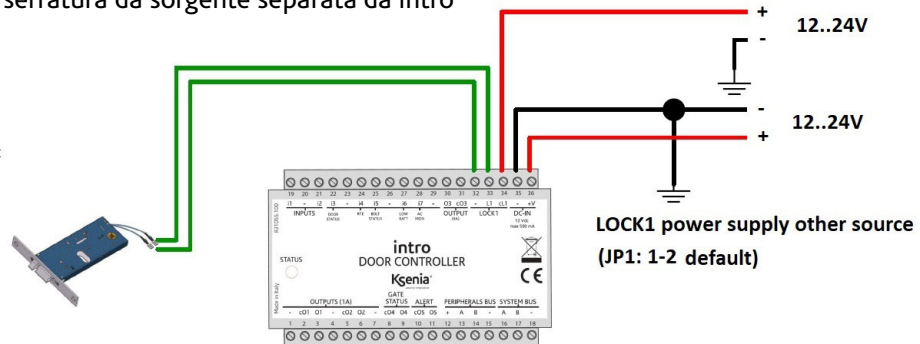 serratura da sorgente separata da intro
+
12..24V
-
-
12..24V
+
LOCK1 power supply other source
(JP1: 1-2 default)
19 20 21 22 23 24 25 26 27 28 29 30 31 32 33 34 35 36
I1 - I2 I3 - I4 I5 - I6 I7 - O3 cO3 - L1 cL1 - +V
INPUTS DOOR STATUS RTE BOLT STATUS LOW BATT AC MON OUTPUT (1A) LOCK1 DC-IN
12 Vdc
STATUS
intro
DOOR CONTROLLER
Ksenia
CE
Made in Italy
OUTPUTS (1A) GATE STATUS ALERT PERIPHERALS BUS SYSTEM BUS
- cO1 O1 - cO2 O2 - cO4 O4 cO5 O5 + A B - A B -
1 2 3 4 5 6 7 8 9 10 11 12 13 14 15 16 17 18